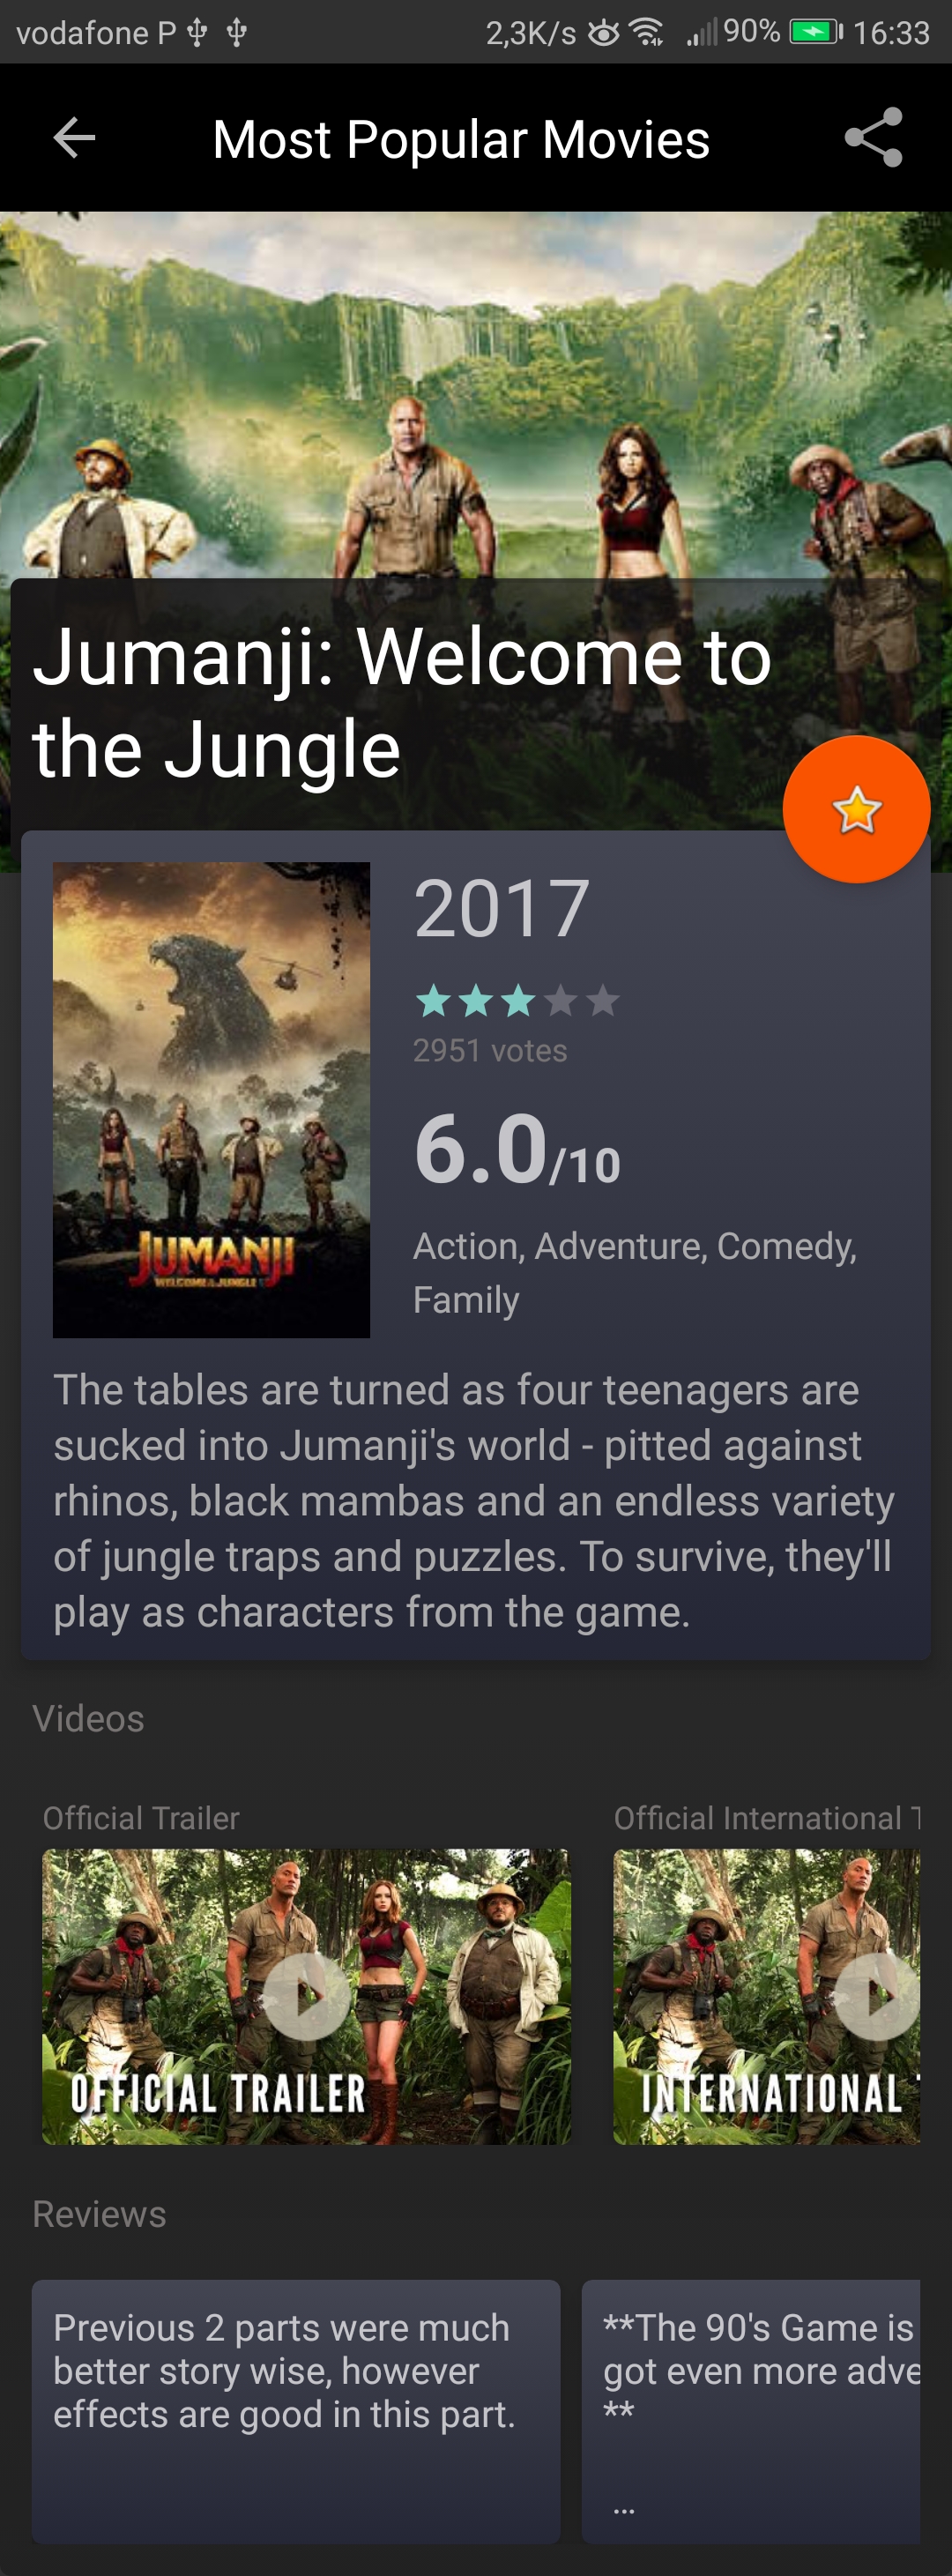 vodafone P 2,3K/s 90% 16:33
Most Popular Movies
Jumanji: Welcome to
the Jungle
2017
2951 votes
6.0/10
Action, Adventure, Comedy,
Family
JUMANJI
WELCOME TO THE JUNGLE
The tables are turned as four teenagers are
sucked into Jumanji's world - pitted against
rhinos, black mambas and an endless variety
of jungle traps and puzzles. To survive, they'll
play as characters from the game.
Videos
Official Trailer
Official International T
OFFICIAL TRAILER
INTERNATIONAL
Reviews
Previous 2 parts were much
better story wise, however
effects are good in this part.
**The 90's Game is
got even more adve
**
...